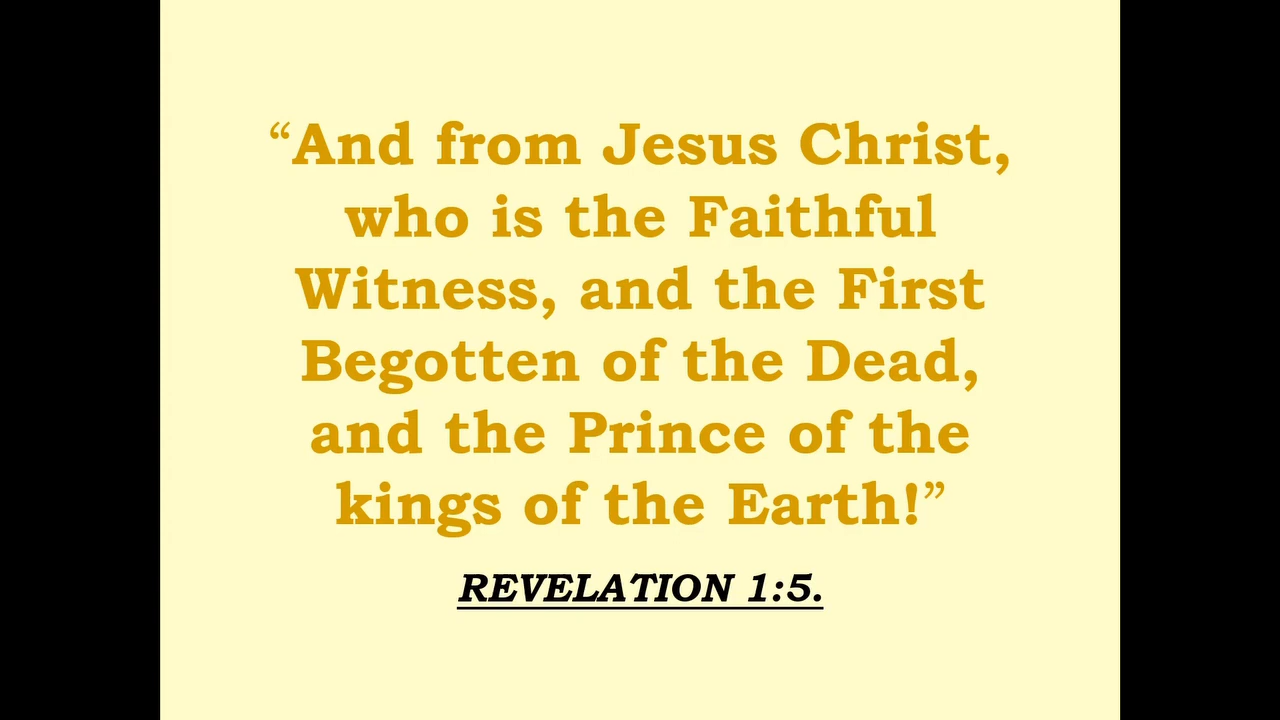 “And from Jesus Christ,
who is the Faithful
Witness, and the First
Begotten of the Dead,
and the Prince of the
kings of the Earth!”
REVELATION 1:5.